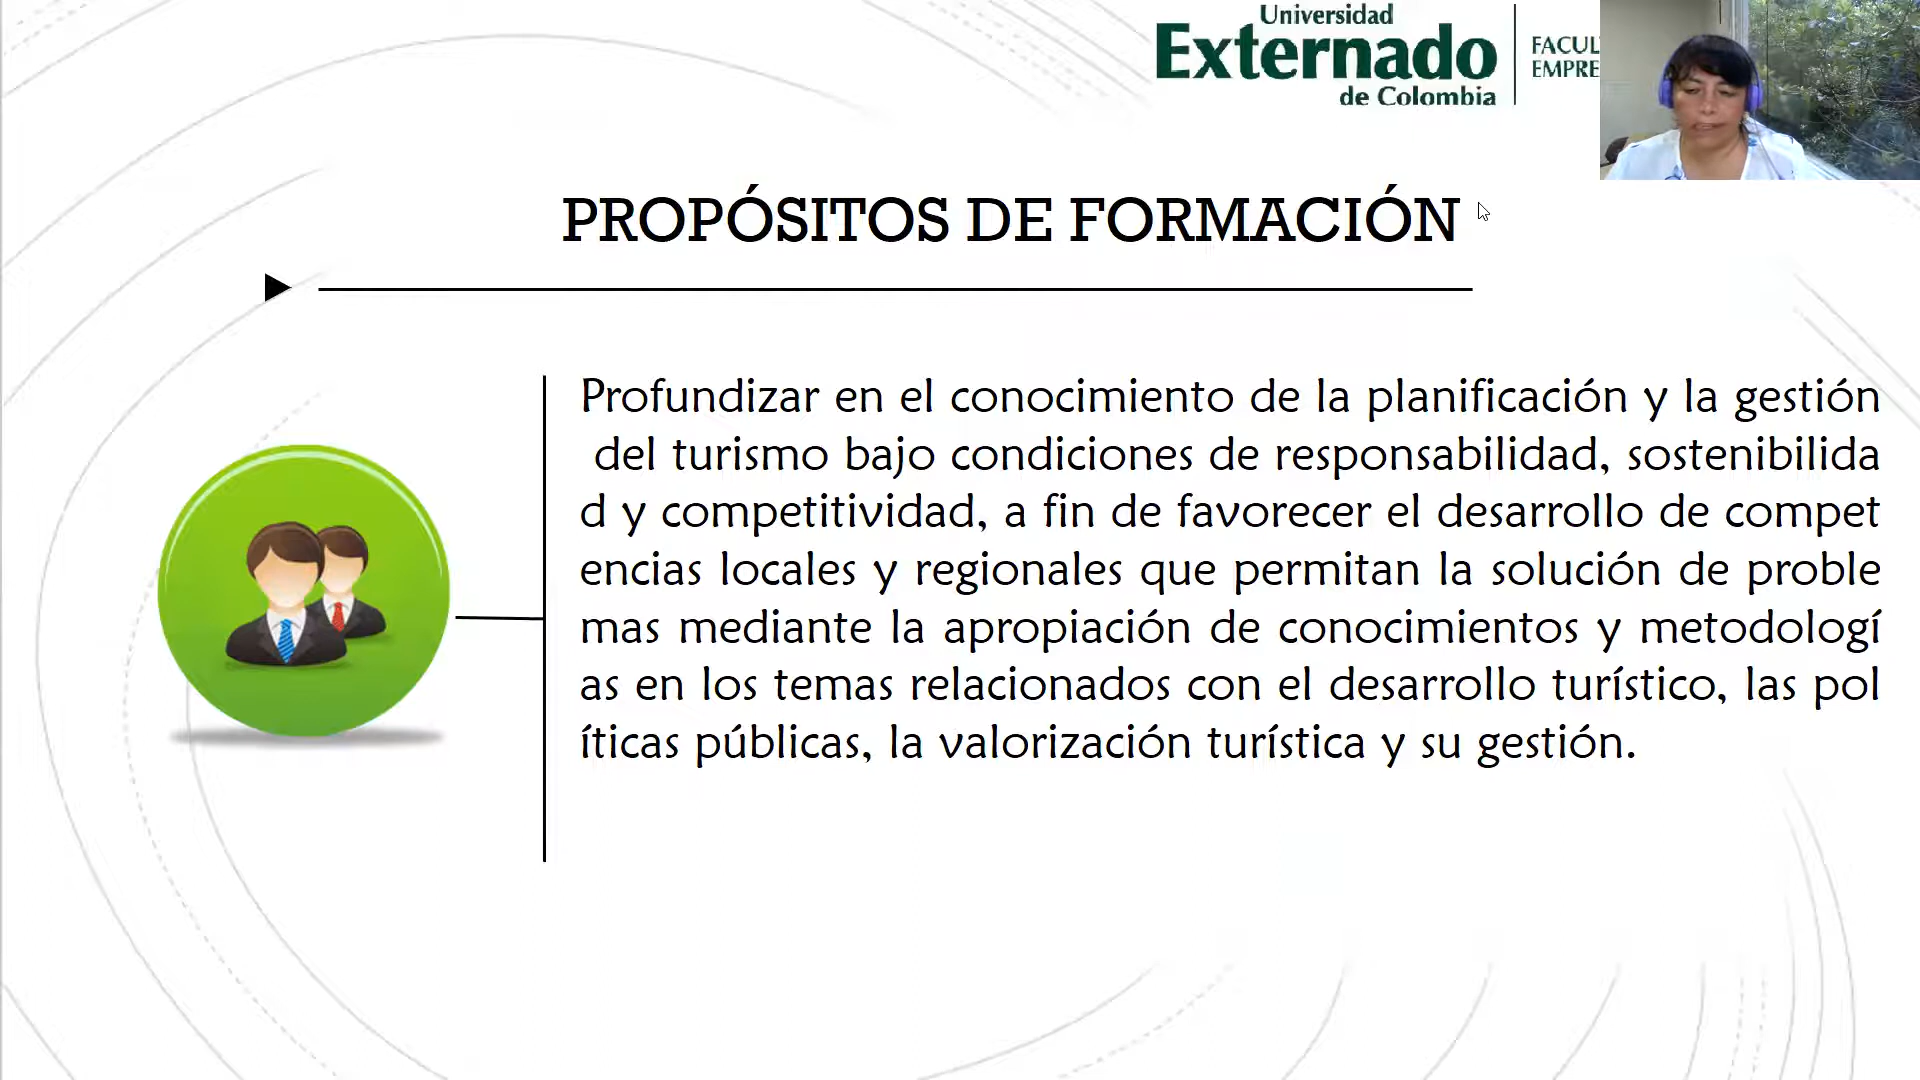 Universidad
Externado
de Colombia
PROPÓSITOS DE FORMACIÓN
Profundizar en el conocimiento de la planificación y la gestión
del turismo bajo condiciones de responsabilidad, sostenibilida
d y competitividad, a fin de favorecer el desarrollo de compet
encias locales y regionales que permitan la solución de proble
mas mediante la apropiación de conocimientos y metodologí
as en los temas relacionados con el desarrollo turístico, las pol
íticas públicas, la valorización turística y su gestión.